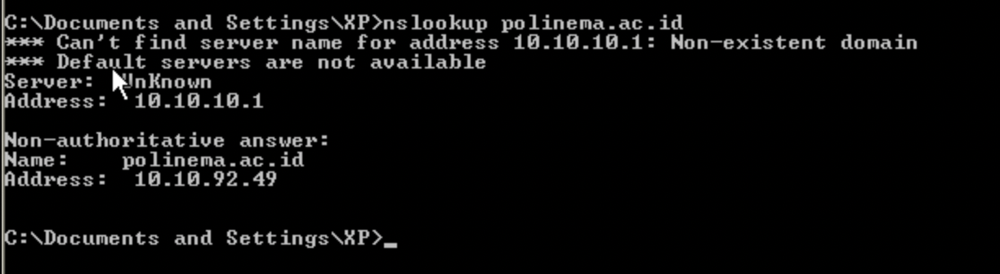 C:\Documents and Settings\XP>nslookup polinema.ac.id
*** Can't find server name for address 10.10.10.1: Non-existent domain
*** Default servers are not available
Server:  UnKnown
Address:  10.10.10.1
Non-authoritative answer:
Name:    polinema.ac.id
Address:  10.10.92.49
C:\Documents and Settings\XP>_